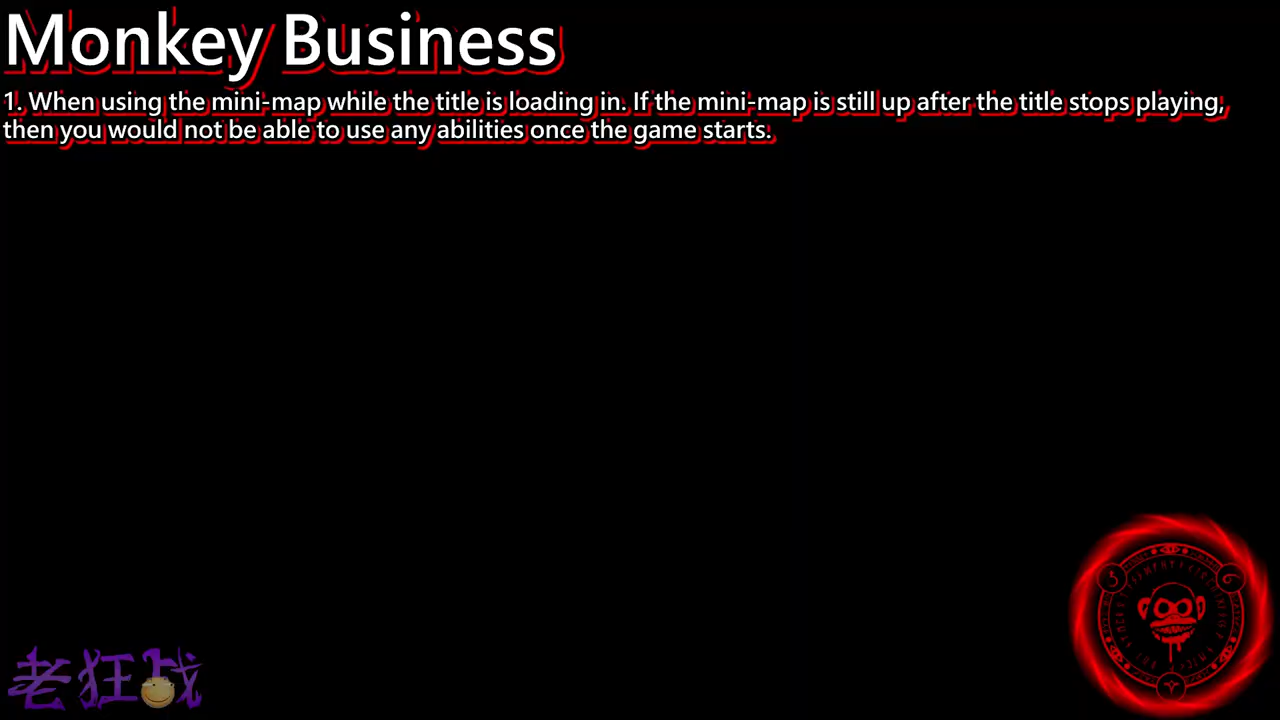 Monkey Business
1. When using the mini-map while the title is loading in. If the mini-map is still up after the title stops playing,
then you would not be able to use any abilities once the game starts.
老狂战